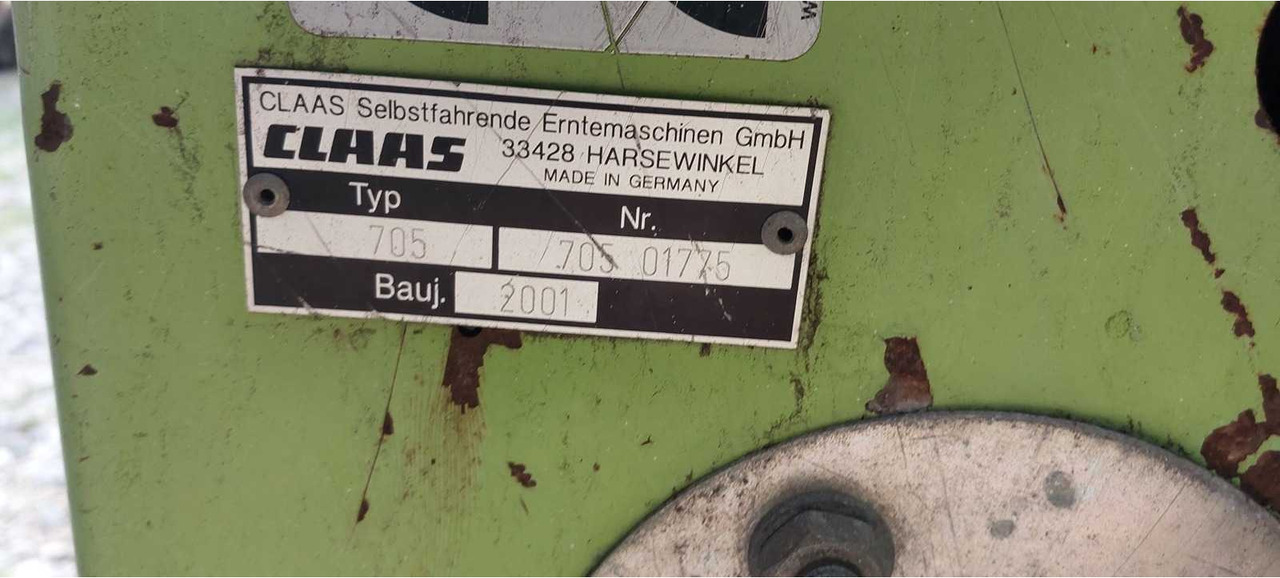 CLAAS Selbstfahrende Erntemaschinen GmbH
CLAAS 33428 HARSEWINKEL
MADE IN GERMANY
Typ Nr.
705 705 01775
Bauj. 2001